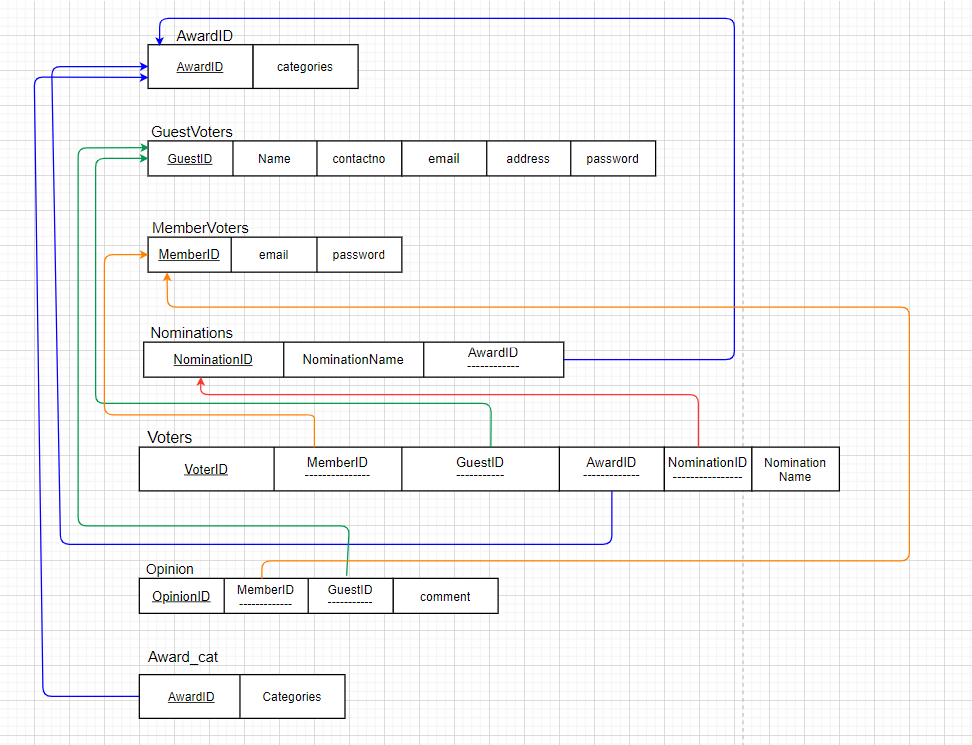 AwardID
AwardID categories
GuestVoters
GuestID Name contactno email address password
MemberVoters
MemberID email password
Nominations
NominationID NominationName AwardID
Voters
VoterID MemberID GuestID AwardID NominationID Nomination
Name
Opinion
OpinionID MemberID GuestID comment
Award_cat
AwardID Categories